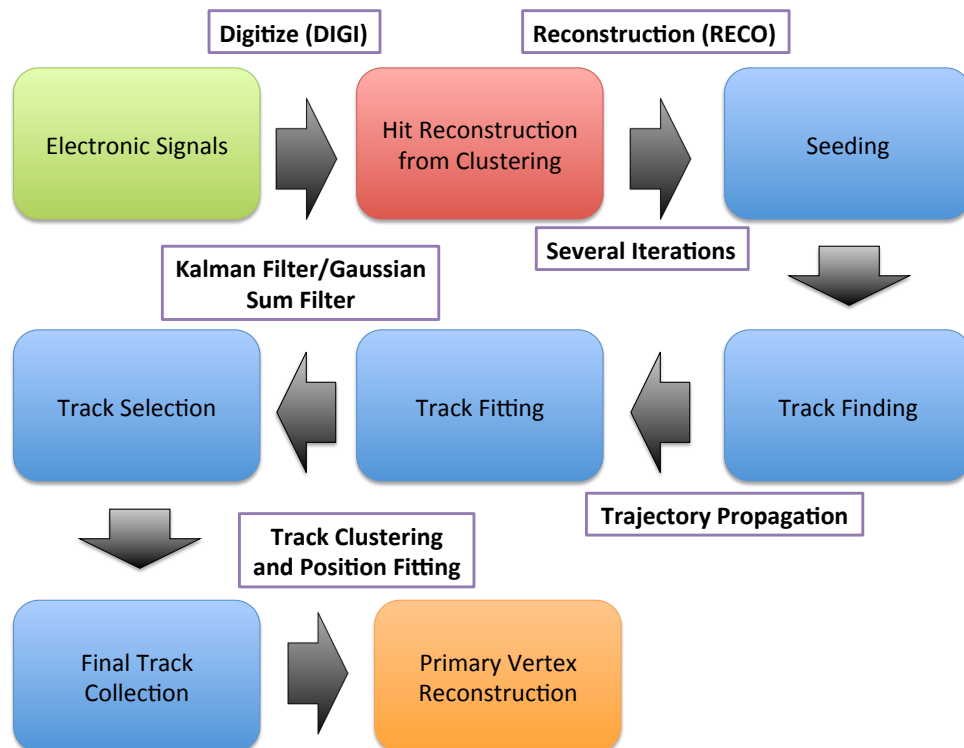 Digitize (DIGI)
Reconstruction (RECO)
Electronic Signals
Hit Reconstruction
from Clustering
Seeding
Several Iterations
Kalman Filter/Gaussian
Sum Filter
Track Selection
Track Fitting
Track Finding
Trajectory Propagation
Track Clustering
and Position Fitting
Final Track
Collection
Primary Vertex
Reconstruction